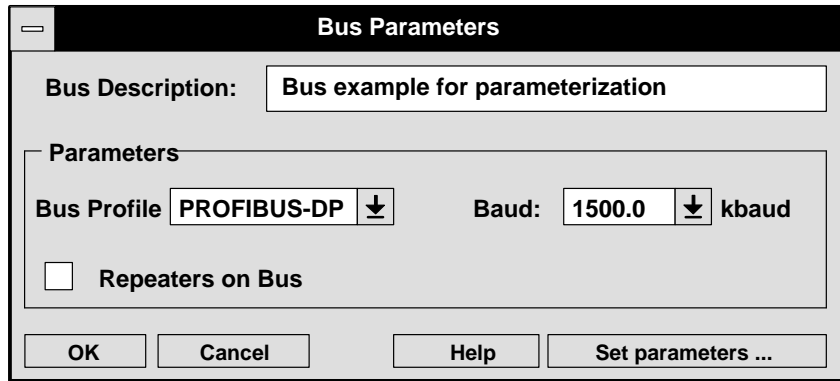 Bus Parameters
Bus Description: Bus example for parameterization
Parameters
Bus Profile PROFIBUS-DP Baud: 1500.0 kbaud
Repeaters on Bus
OK Cancel Help Set parameters ...